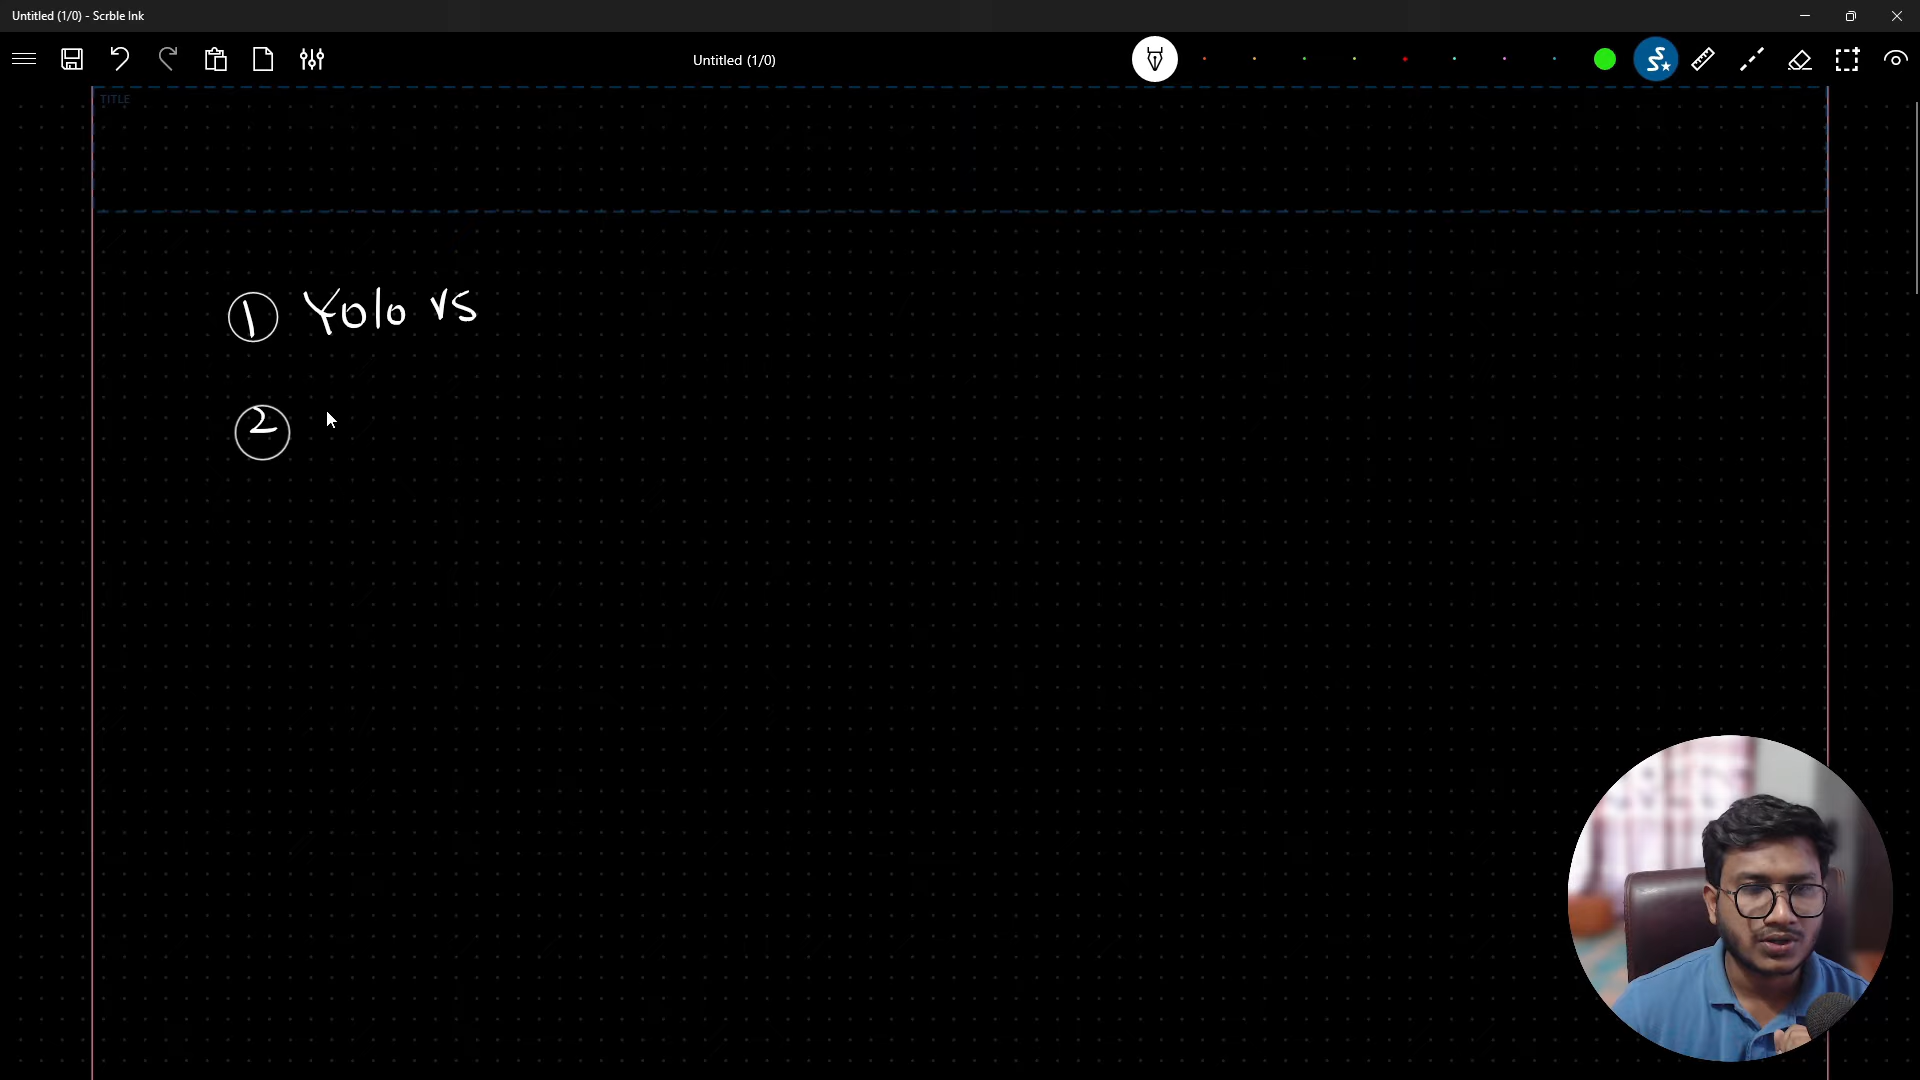 Untitled (1/0) - Scrble Ink
Untitled (1/0)
TITLE
① Yolo vs
②